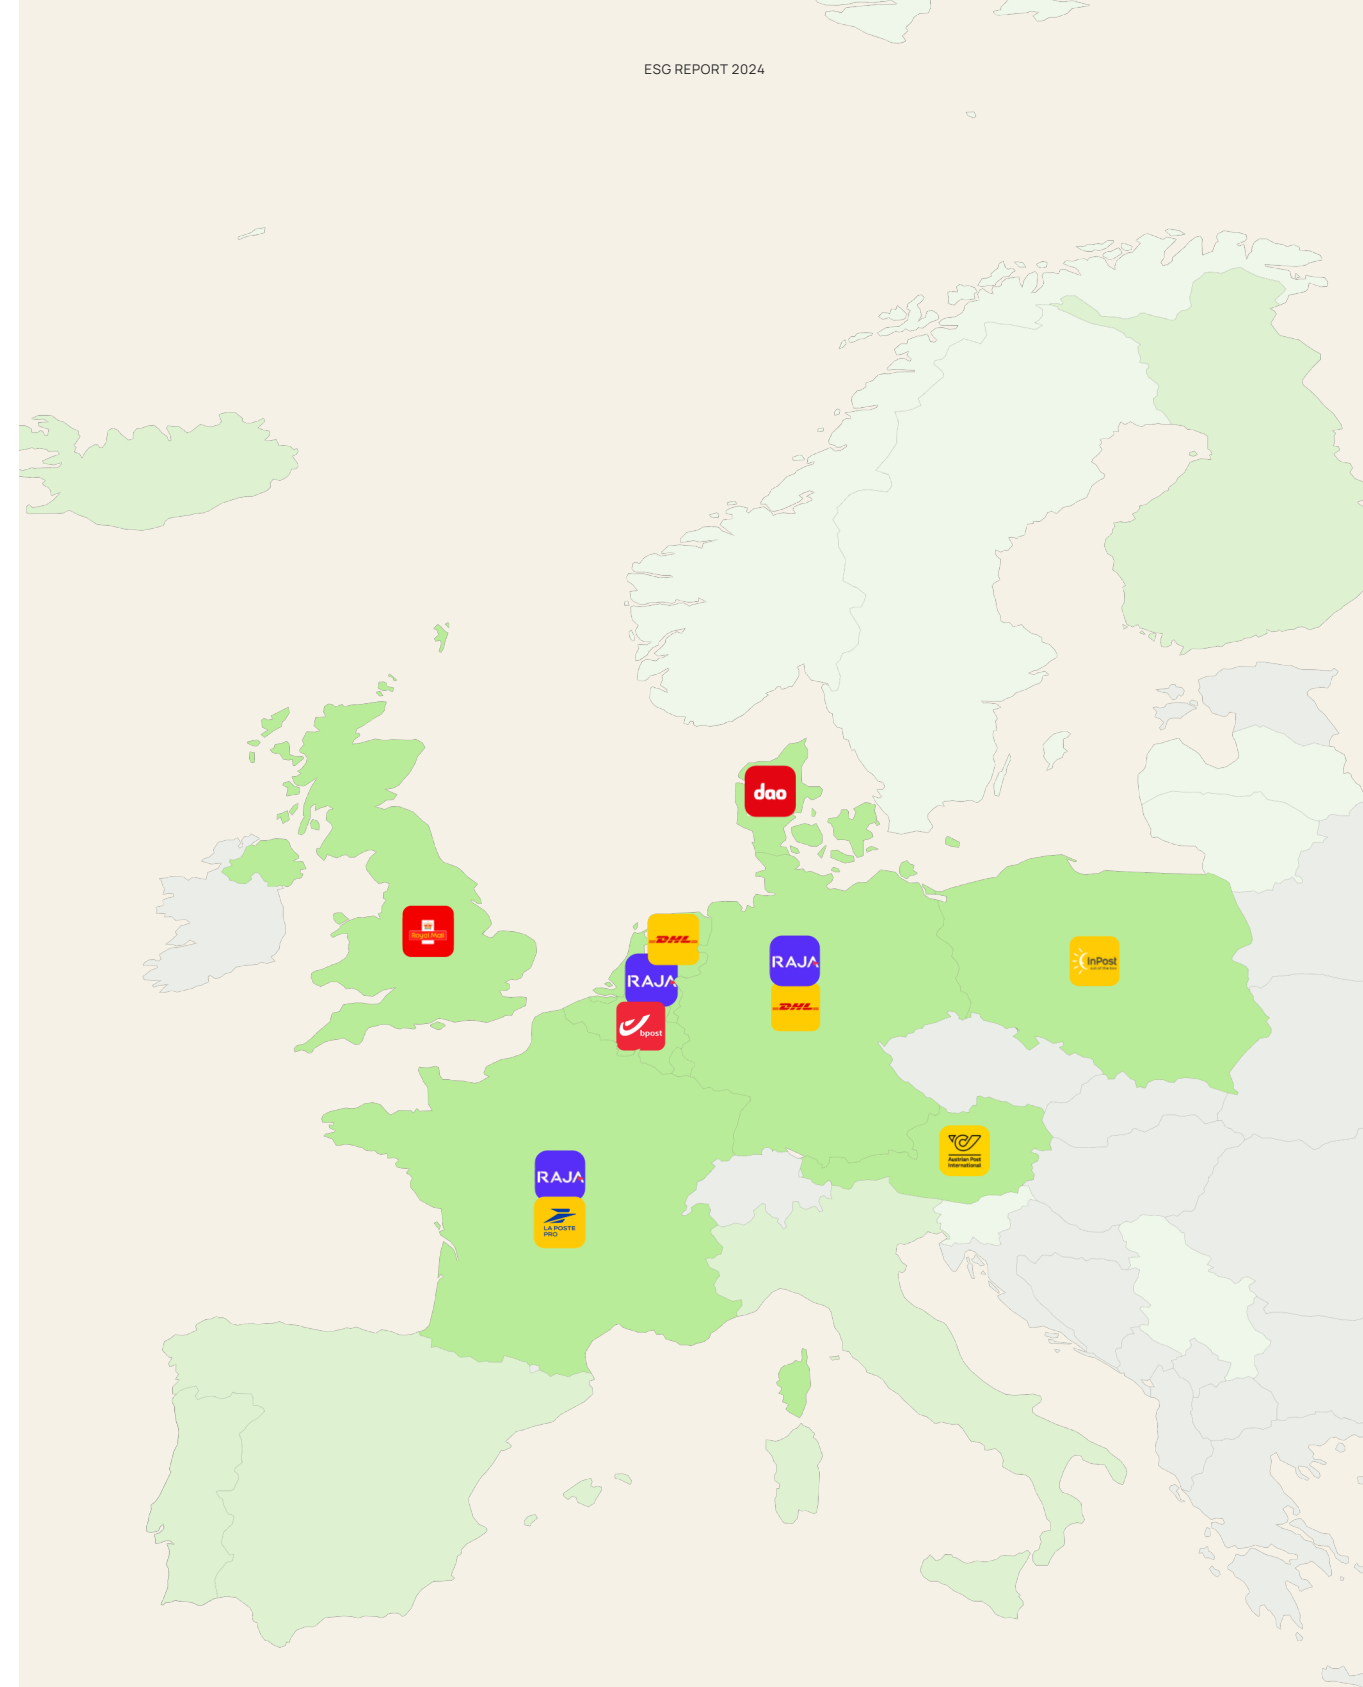 ESG REPORT 2024
dao
Royal Mail
DHL
RAJA
InPost
RAJA
DHL
bpost
Austrian Post
International
RAJA
LA POSTE
PRO